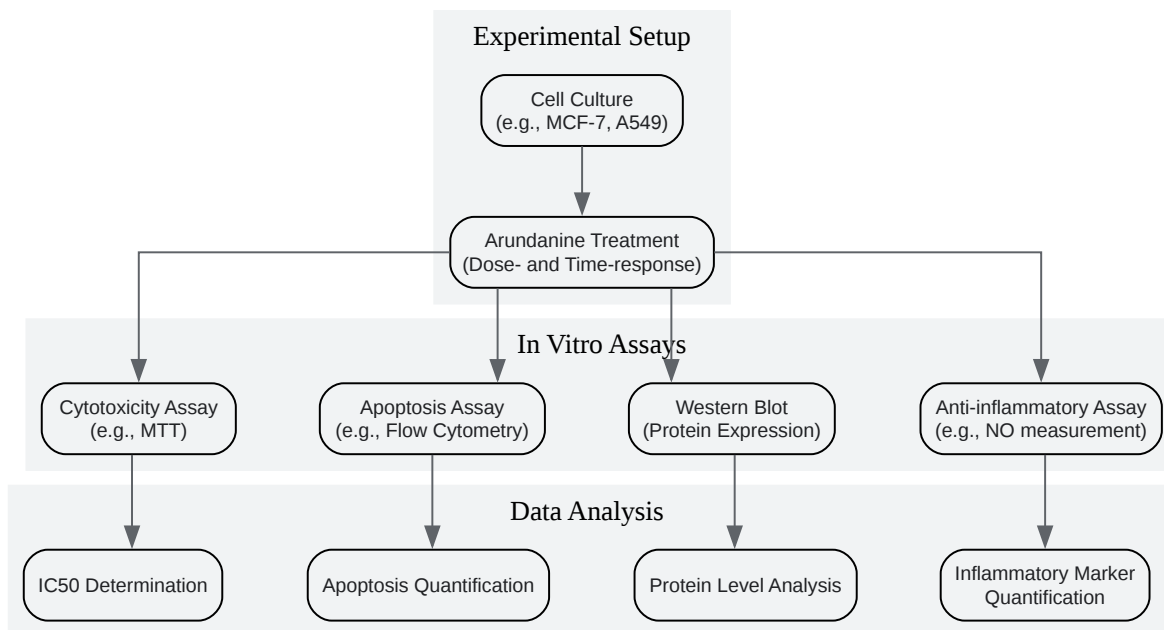 Experimental Setup
Cell Culture
(e.g., MCF-7, A549)
Arundanine Treatment
(Dose- and Time-response)
In Vitro Assays
Cytotoxicity Assay
(e.g., MTT)
Apoptosis Assay
(e.g., Flow Cytometry)
Western Blot
(Protein Expression)
Anti-inflammatory Assay
(e.g., NO measurement)
Data Analysis
IC50 Determination
Apoptosis Quantification
Protein Level Analysis
Inflammatory Marker
Quantification